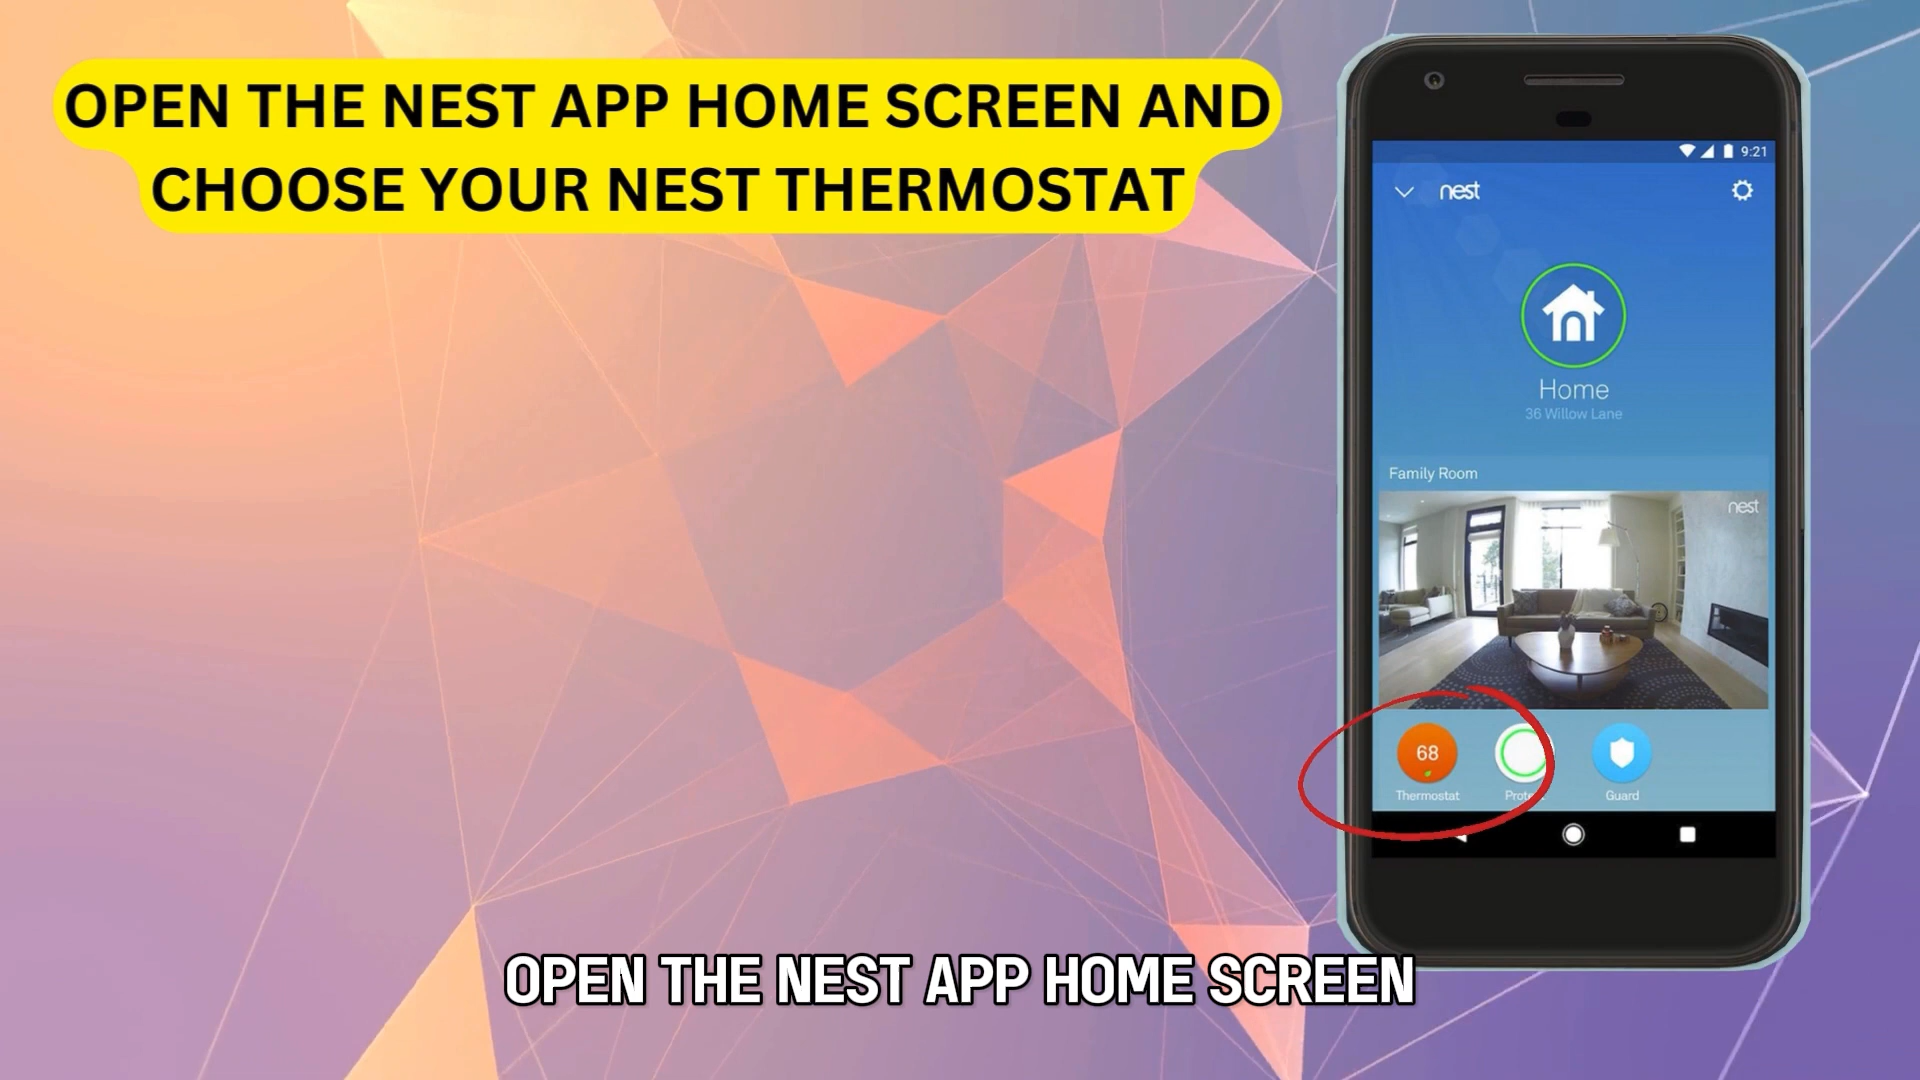 OPEN THE NEST APP HOME SCREEN AND
CHOOSE YOUR NEST THERMOSTAT
9:21
nest
Home
36 Willow Lane
Family Room
nest
68
Thermostat
Guard
OPEN THE NEST APP HOME SCREEN